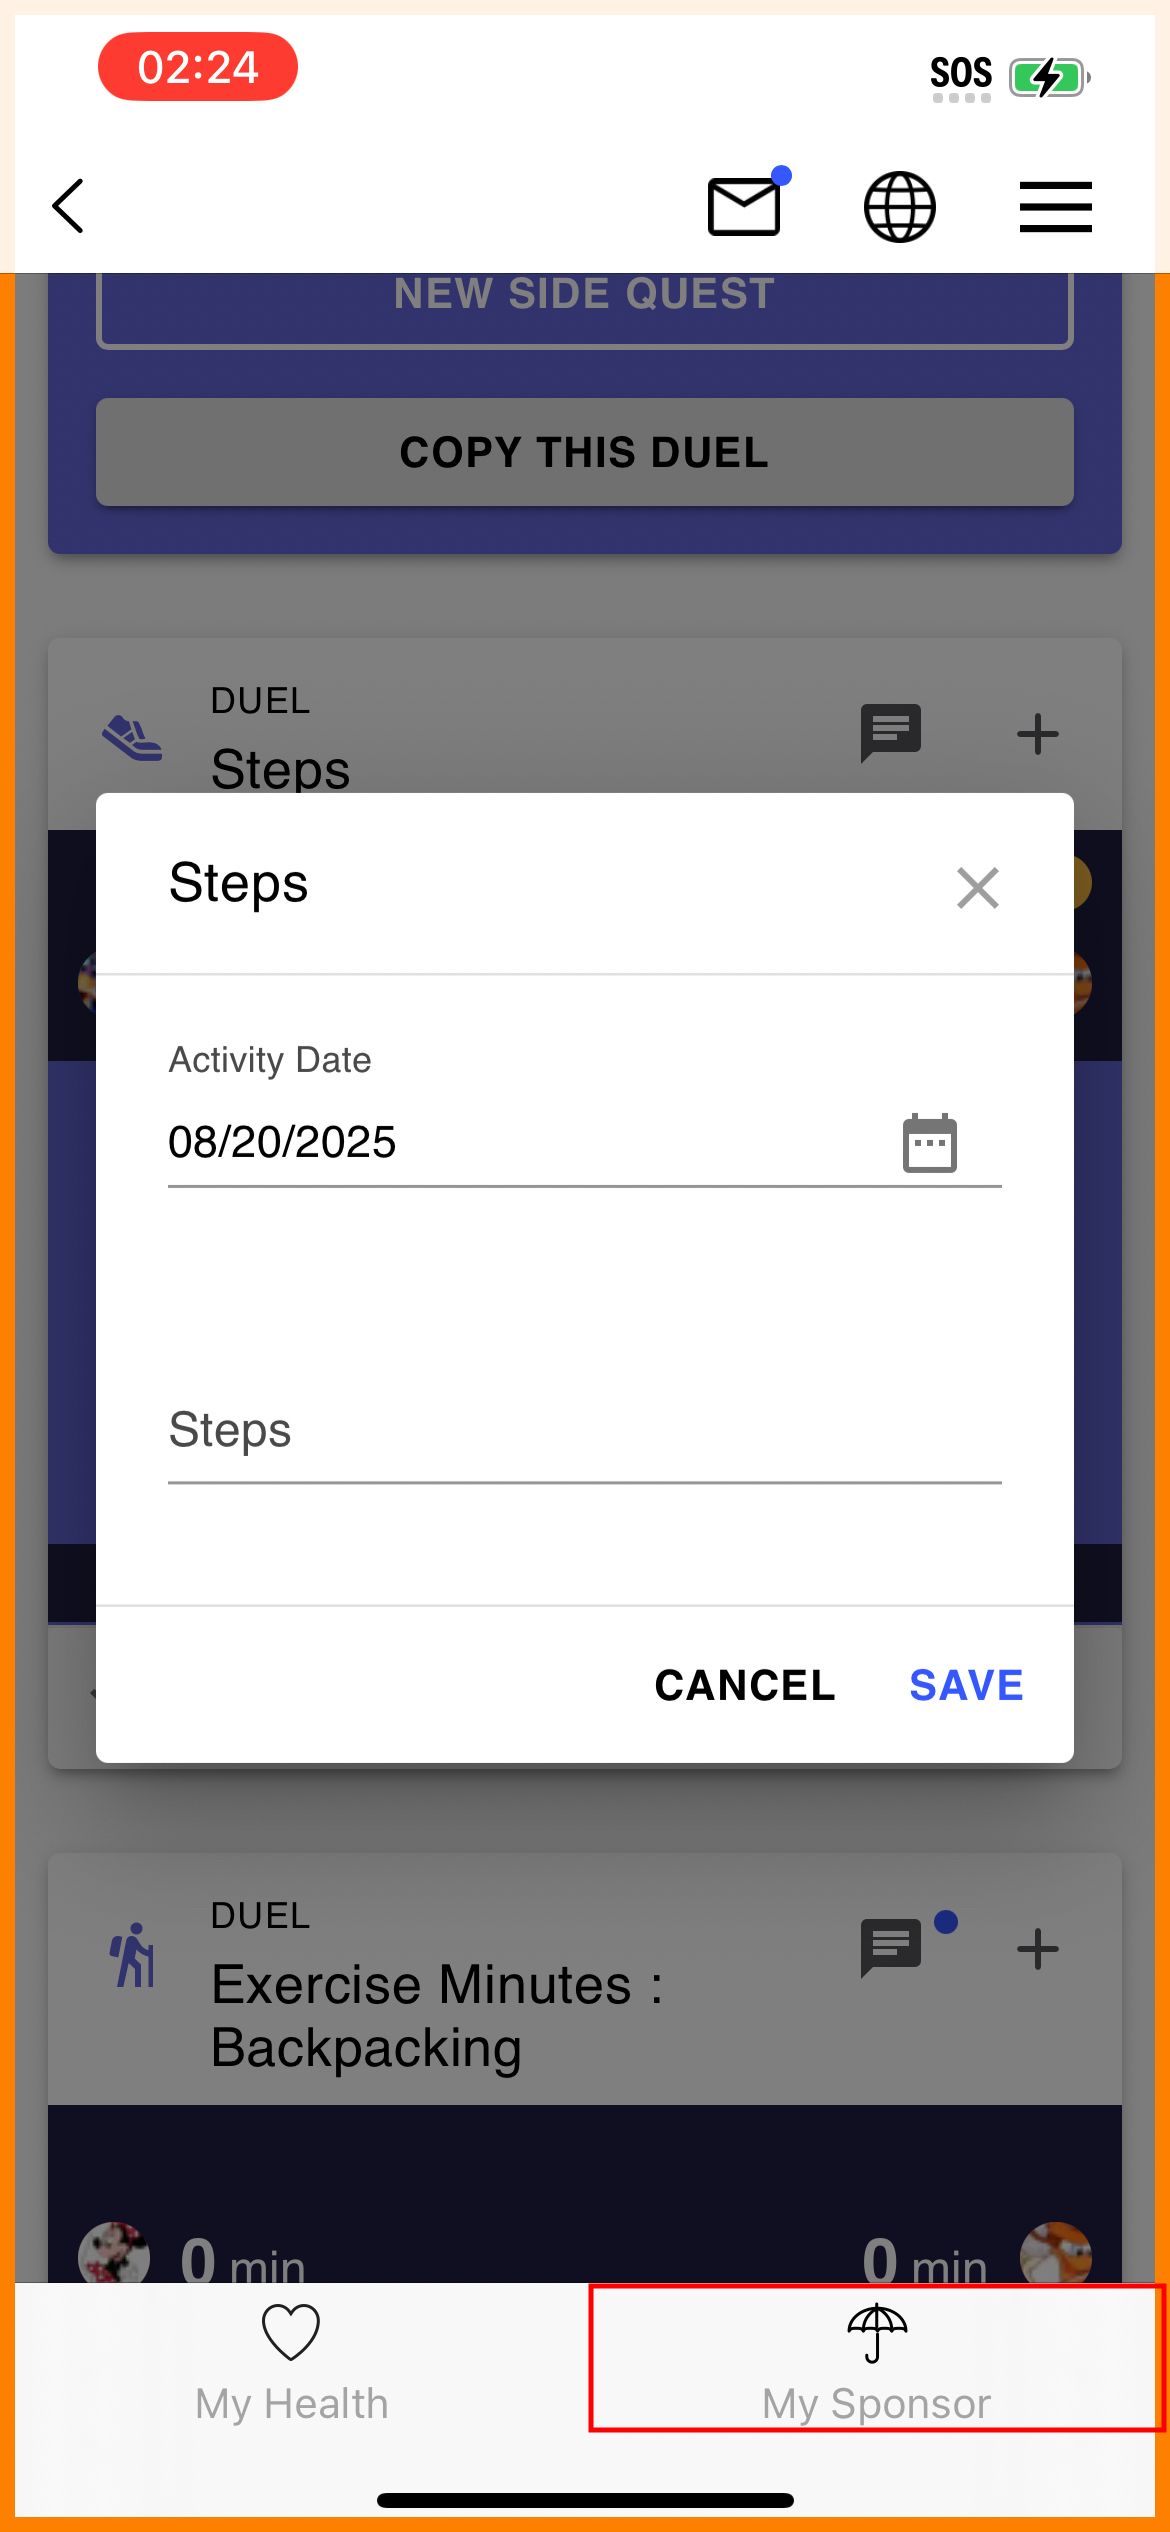 02:24
SOS
NEW SIDE QUEST
COPY THIS DUEL
DUEL
Steps
Steps
Activity Date
08/20/2025
Steps
CANCEL SAVE
DUEL
Exercise Minutes :
Backpacking
0 min 0 min
My Health My Sponsor